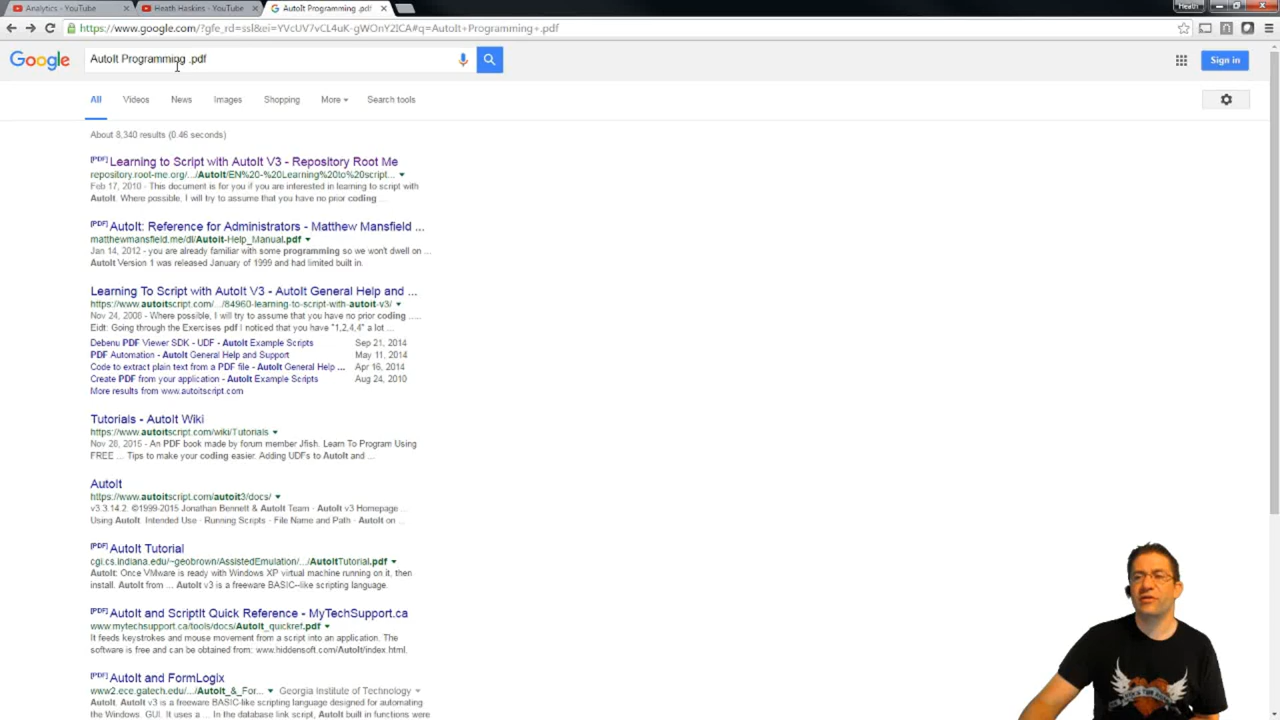 Analytics - YouTube
Heath Haskins - YouTube
AutoIt Programming .pdf
Heath
https://www.google.com/?gfe_rd=ssl&ei=YVcUV7vCL4uK-gWOnY2ICA#q=AutoIt+Programming+.pdf
Google
AutoIt Programming .pdf
Sign in
All
Videos
News
Images
Shopping
More
Search tools
About 8,340 results (0.46 seconds)
[PDF] Learning to Script with AutoIt V3 - Repository Root Me
repository.root-me.org/.../AutoIt/EN%20-%20Learning%20to%20script...
Feb 17, 2010 - This document is for you if you are interested in learning to script with
AutoIt. Where possible, I will try to assume that you have no prior coding ...
[PDF] AutoIt: Reference for Administrators - Matthew Mansfield ...
matthewmansfield.me/dl/AutoIt-Help_Manual.pdf
Jan 14, 2012 - you are already familiar with some programming so we won't dwell on ...
AutoIt Version 1 was released January of 1999 and had limited built in.
Learning To Script with AutoIt V3 - AutoIt General Help and ...
https://www.autoitscript.com/.../84960-learning-to-script-with-autoit-v3/
Nov 24, 2008 - Where possible, I will try to assume that you have no prior coding .....
Eidt: Going through the Exercises pdf I noticed that you have "1,2,4,4" a lot ...
Debenu PDF Viewer SDK - UDF - AutoIt Example Scripts Sep 21, 2014
PDF Automation - AutoIt General Help and Support May 11, 2014
Code to extract plain text from a PDF file - AutoIt General Help ... Apr 16, 2014
Create PDF from your application - AutoIt Example Scripts Aug 24, 2010
More results from www.autoitscript.com
Tutorials - AutoIt Wiki
https://www.autoitscript.com/wiki/Tutorials
Nov 28, 2015 - An PDF book made by forum member Jfish. Learn To Program Using
FREE ... Tips to make your coding easier. Adding UDFs to AutoIt and ...
AutoIt
https://www.autoitscript.com/autoit3/docs/
v3.3.14.2. ©1999-2015 Jonathan Bennett & AutoIt Team · AutoIt v3 Homepage ...
Using AutoIt. Intended Use · Running Scripts · File Name and Path · AutoIt on ...
[PDF] AutoIt Tutorial
cgi.cs.indiana.edu/~geobrown/AssistedEmulation/.../AutoItTutorial.pdf
AutoIt: Once VMware is ready with Windows XP virtual machine running on it, then
install. AutoIt from ... AutoIt v3 is a freeware BASIC–like scripting language.
[PDF] AutoIt and ScriptIt Quick Reference - MyTechSupport.ca
www.mytechsupport.ca/tools/docs/AutoIt_quickref.pdf
It feeds keystrokes and mouse movement from a script into an application. The
software is free and can be obtained from: www.hiddensoft.com/AutoIt/index.html.
[PDF] AutoIt and FormLogix
www2.ece.gatech.edu/.../AutoIt_&_For... Georgia Institute of Technology
AutoIt. AutoIt v3 is a freeware BASIC-like scripting language designed for automating
the Windows. GUI. It uses a ... In the database link script, AutoIt built in functions were